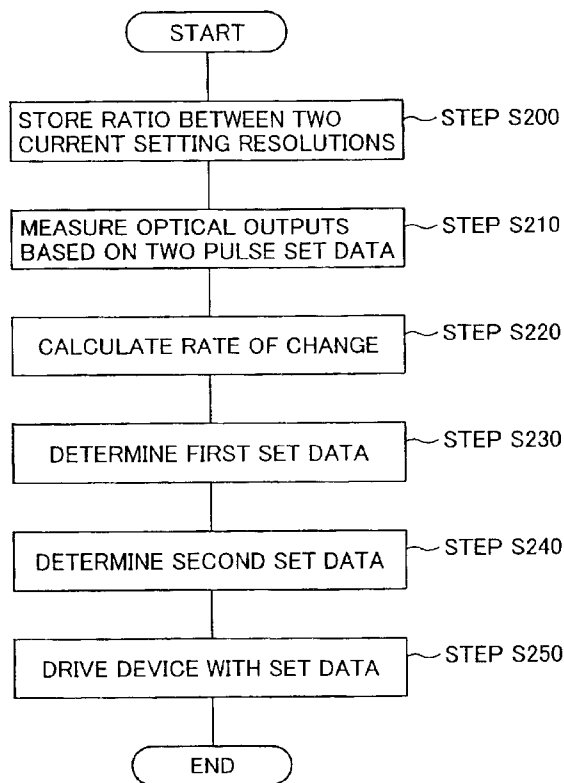 START
STORE RATIO BETWEEN TWO
CURRENT SETTING RESOLUTIONS
STEP S200
MEASURE OPTICAL OUTPUTS
BASED ON TWO PULSE SET DATA
STEP S210
CALCULATE RATE OF CHANGE
STEP S220
DETERMINE FIRST SET DATA
STEP S230
DETERMINE SECOND SET DATA
STEP S240
DRIVE DEVICE WITH SET DATA
STEP S250
END